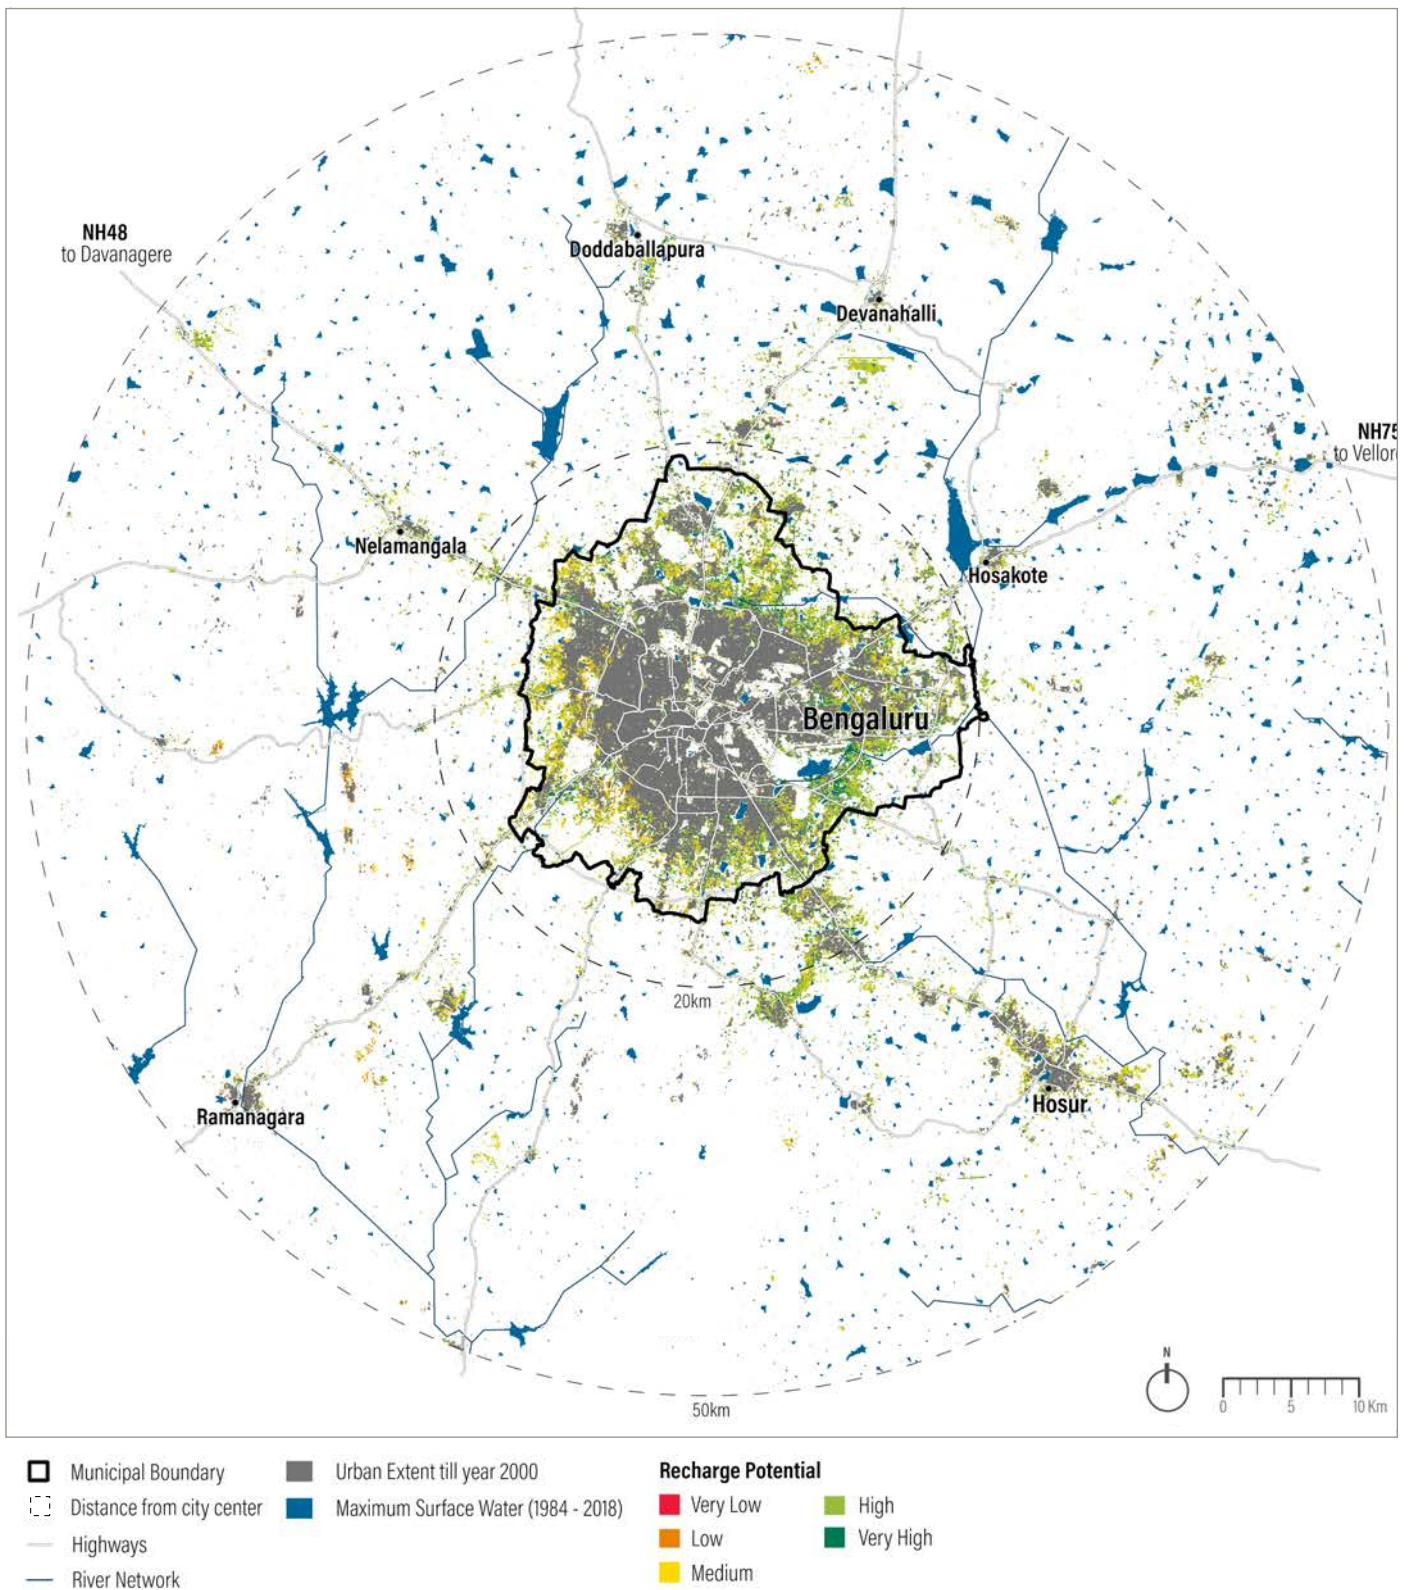 NH48
to Davanagere
Doddaballapura
Devanahalli
NH75
to Vellor
Nelamangala
Hosakote
Bengaluru
20km
Ramanagara
Hosur
N
50km
0 5 10 Km
Municipal Boundary
Distance from city center
Highways
River Network
Urban Extent till year 2000
Maximum Surface Water (1984 - 2018)
Recharge Potential
Very Low
Low
Medium
High
Very High